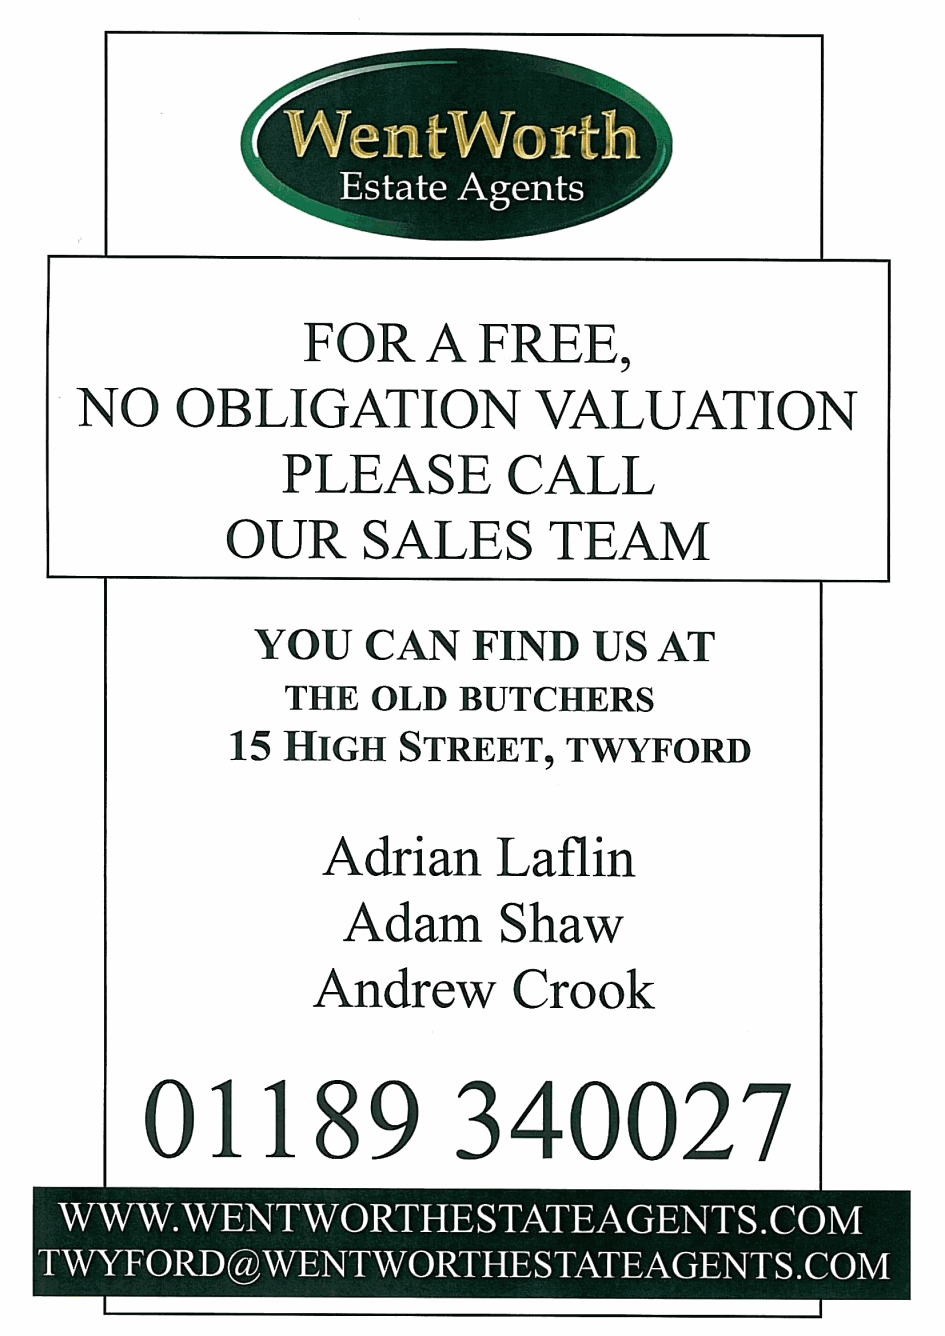 WentWorth
Estate Agents
FOR A FREE,
NO OBLIGATION VALUATION
PLEASE CALL
OUR SALES TEAM
YOU CAN FIND US AT
THE OLD BUTCHERS
15 HIGH STREET, TWYFORD
Adrian Laflin
Adam Shaw
Andrew Crook
01189 340027
WWW.WENTWORTHESTATEAGENTS.COM
TWYFORD@WENTWORTHESTATEAGENTS.COM